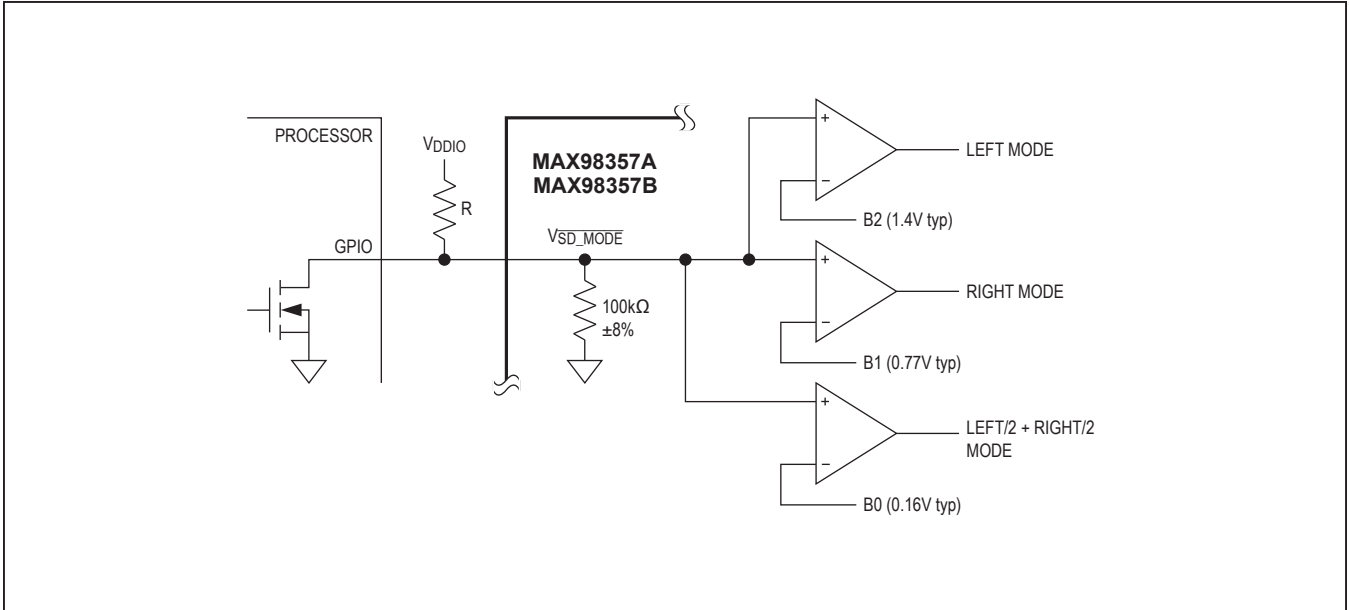 PROCESSOR
VDDIO
R
GPIO
MAX98357A
MAX98357B
VSD_MODE
100kΩ
±8%
LEFT MODE
B2 (1.4V typ)
RIGHT MODE
B1 (0.77V typ)
LEFT/2 + RIGHT/2
MODE
B0 (0.16V typ)
+
−
+
−
+
−